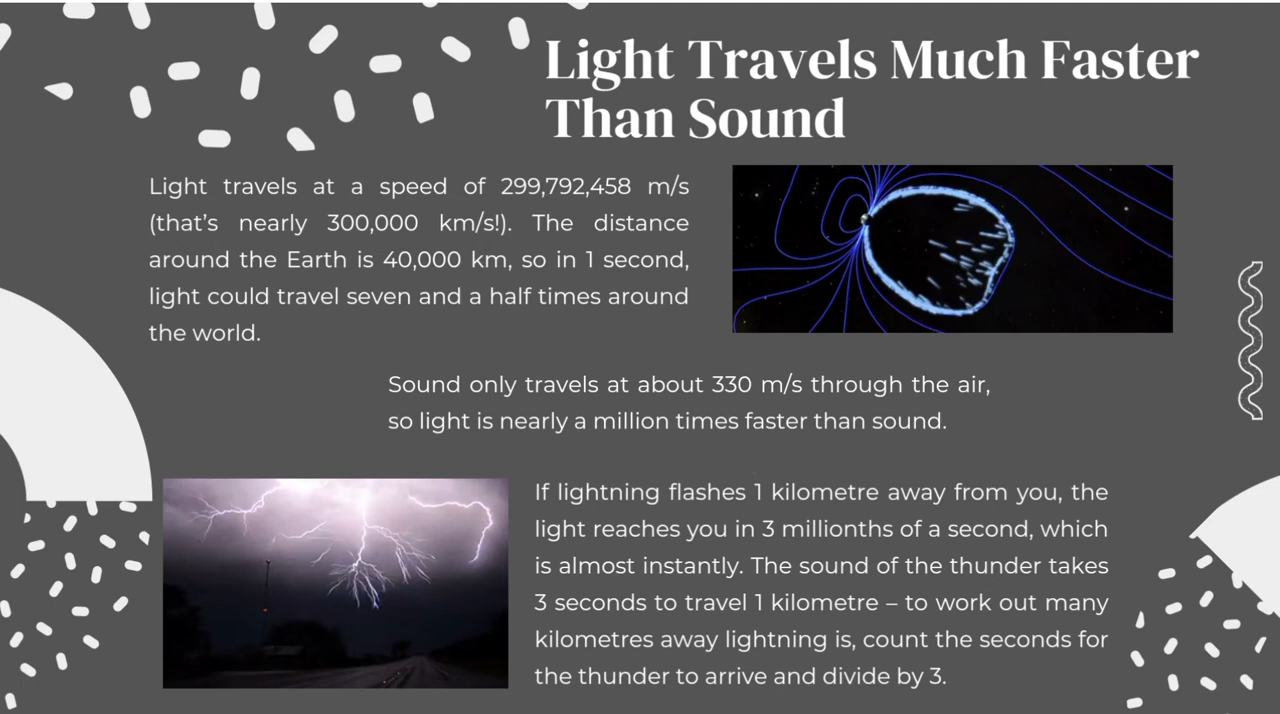 Light Travels Much Faster
Than Sound
Light travels at a speed of 299,792,458 m/s
(that's nearly 300,000 km/s!). The distance
around the Earth is 40,000 km, so in 1 second,
light could travel seven and a half times around
the world.
Sound only travels at about 330 m/s through the air,
so light is nearly a million times faster than sound.
If lightning flashes 1 kilometre away from you, the
light reaches you in 3 millionths of a second, which
is almost instantly. The sound of the thunder takes
3 seconds to travel 1 kilometre – to work out many
kilometres away lightning is, count the seconds for
the thunder to arrive and divide by 3.